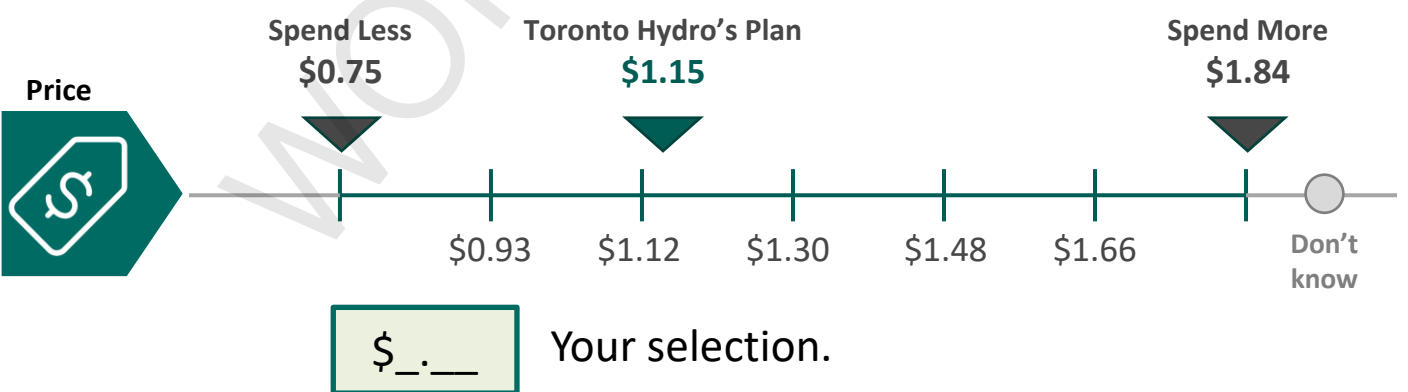 Spend Less
$0.75
Toronto Hydro's Plan
$1.15
Spend More
$1.84
Price
$
$0.93
$1.12
$1.30
$1.48
$1.66
Don't
know
$_.__
Your selection.